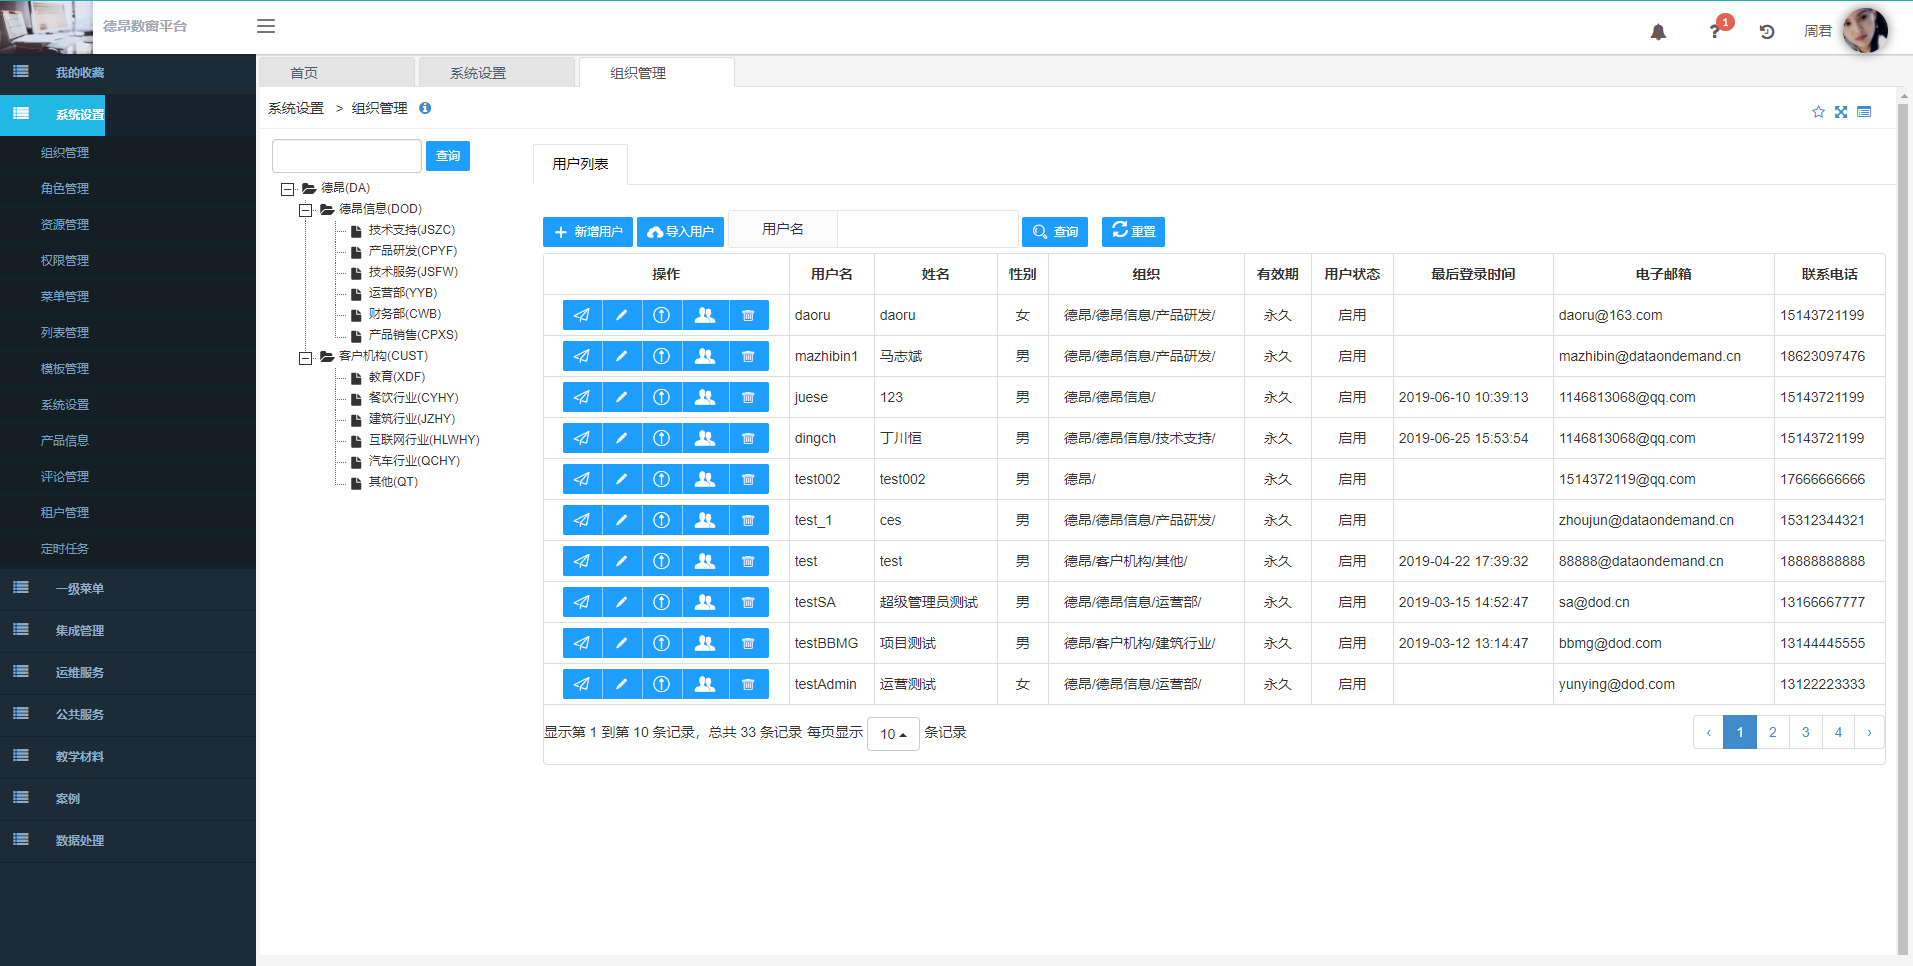 德昂数窗平台
1
周君
我的收藏
系统设置
组织管理
角色管理
资源管理
权限管理
菜单管理
列表管理
模板管理
系统设置
产品信息
评论管理
租户管理
定时任务
一级菜单
集成管理
运维服务
公共服务
教学材料
案例
数据处理
首页 系统设置 组织管理
系统设置 > 组织管理
查询
德昂(DA)
德昂信息(DOD)
技术支持(JSZC)
产品研发(CPYF)
技术服务(JSFW)
运营部(YYB)
财务部(CWB)
产品销售(CPXS)
客户机构(CUST)
教育(XDF)
餐饮行业(CYHY)
建筑行业(JZHY)
互联网行业(HLWHY)
汽车行业(QCHY)
其他(QT)
用户列表
新增用户 导入用户 用户名 查询 重置
操作 用户名 姓名 性别 组织 有效期 用户状态 最后登录时间 电子邮箱 联系电话
daoru daoru 女 德昂/德昂信息/产品研发/ 永久 启用 daoru@163.com 15143721199
mazhibin1 马志斌 男 德昂/德昂信息/产品研发/ 永久 启用 mazhibin@dataondemand.cn 18623097476
juese 123 男 德昂/德昂信息/ 永久 启用 2019-06-10 10:39:13 1146813068@qq.com 15143721199
dingch 丁川恒 男 德昂/德昂信息/技术支持/ 永久 启用 2019-06-25 15:53:54 1146813068@qq.com 15143721199
test002 test002 男 德昂/ 永久 启用 1514372119@qq.com 17666666666
test_1 ces 男 德昂/德昂信息/产品研发/ 永久 启用 zhoujun@dataondemand.cn 15312344321
test test 男 德昂/客户机构/其他/ 永久 启用 2019-04-22 17:39:32 88888@dataondemand.cn 18888888888
testSA 超级管理员测试 男 德昂/德昂信息/运营部/ 永久 启用 2019-03-15 14:52:47 sa@dod.cn 13166667777
testBBMG 项目测试 男 德昂/客户机构/建筑行业/ 永久 启用 2019-03-12 13:14:47 bbmg@dod.com 13144445555
testAdmin 运营测试 女 德昂/德昂信息/运营部/ 永久 启用 yunying@dod.com 13122223333
显示第 1 到第 10 条记录，总共 33 条记录 每页显示 10 条记录
‹ 1 2 3 4 ›